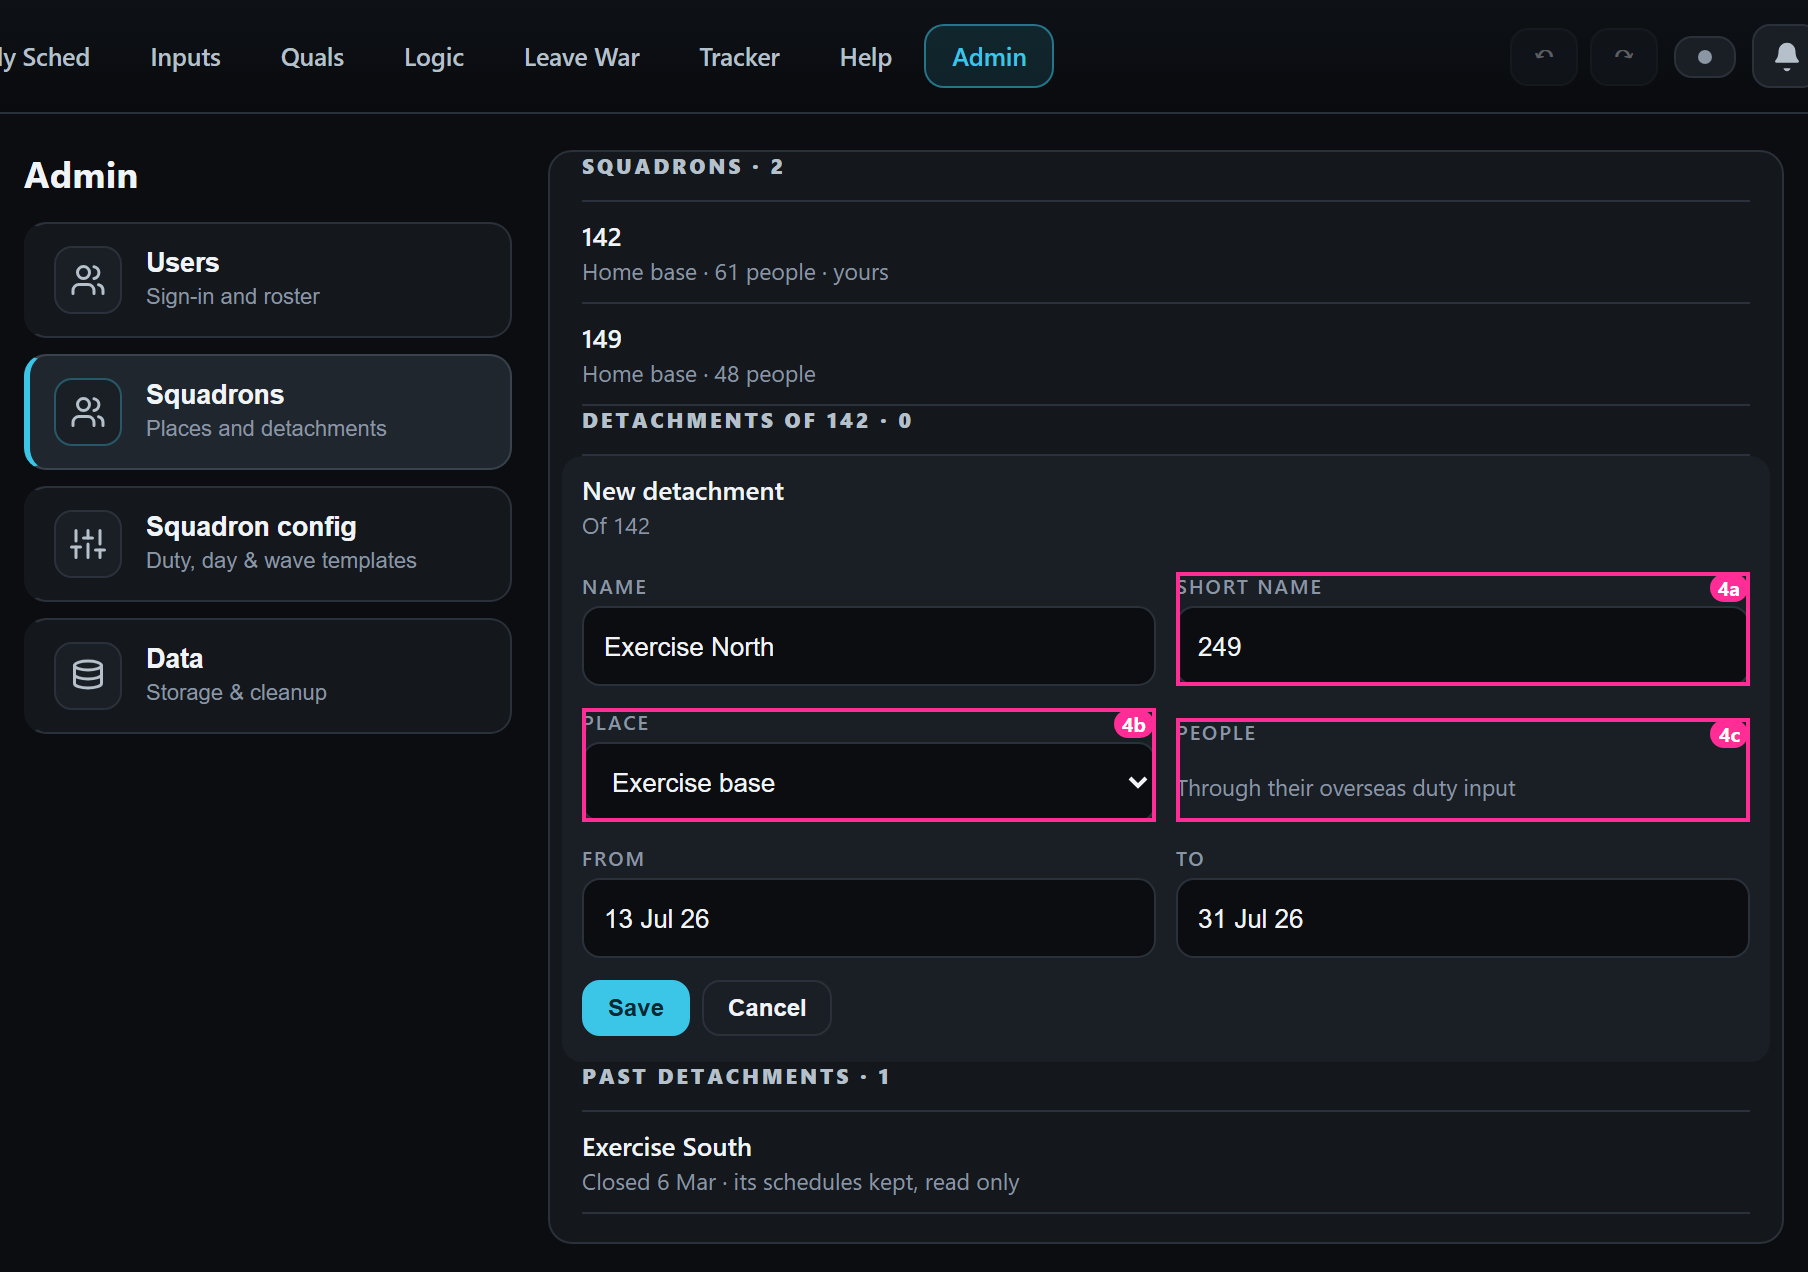 ly Sched Inputs Quals Logic Leave War Tracker Help Admin
Admin
Users
Sign-in and roster
Squadrons
Places and detachments
Squadron config
Duty, day & wave templates
Data
Storage & cleanup
SQUADRONS · 2
142
Home base · 61 people · yours
149
Home base · 48 people
DETACHMENTS OF 142 · 0
New detachment
Of 142
NAME
Exercise North
SHORT NAME 4a
249
PLACE 4b
Exercise base
PEOPLE 4c
Through their overseas duty input
FROM
13 Jul 26
TO
31 Jul 26
Save Cancel
PAST DETACHMENTS · 1
Exercise South
Closed 6 Mar · its schedules kept, read only